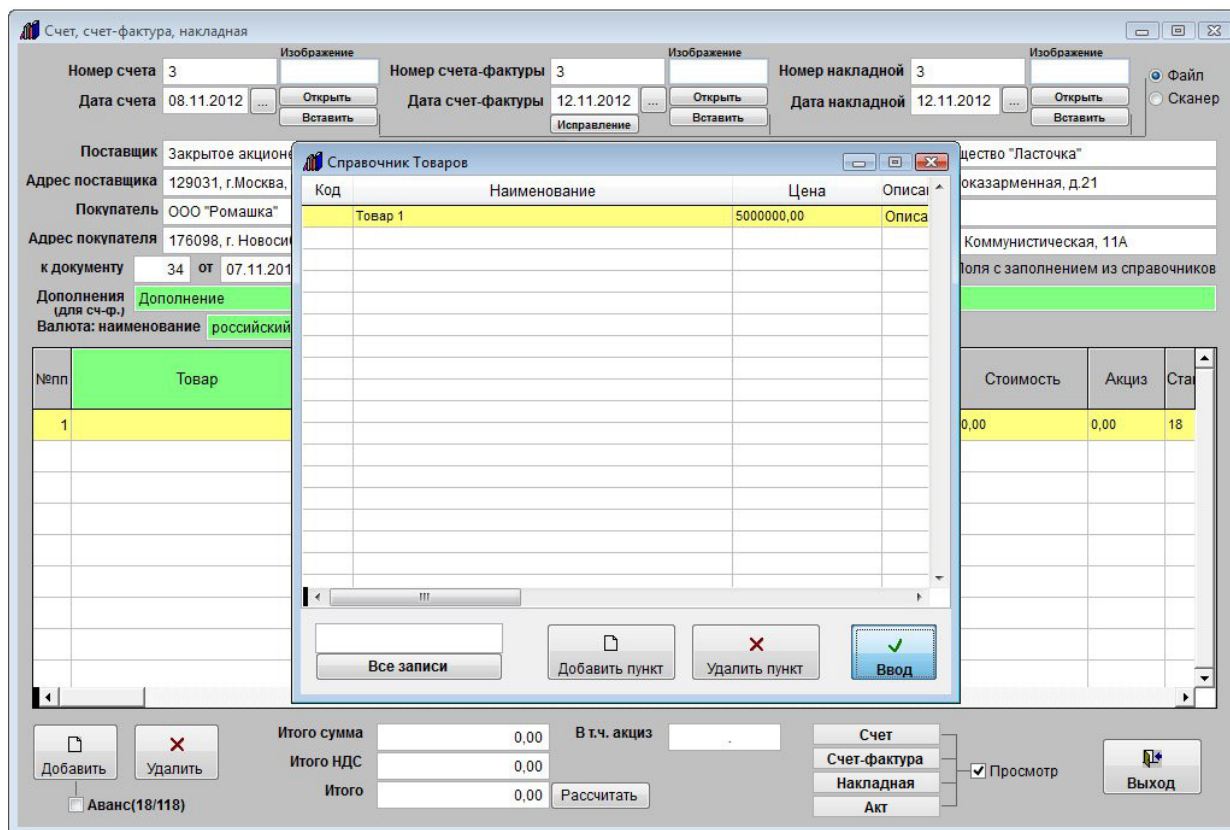 Счет, счет-фактура, накладная
Изображение Изображение Изображение
Номер счета 3 Номер счета-фактуры 3 Номер накладной 3 Файл
Дата счета 08.11.2012 ... Открыть Дата счет-фактуры 12.11.2012 ... Открыть Дата накладной 12.11.2012 ... Открыть Сканер
Вставить Исправление Вставить Вставить
Поставщик Закрытое акционе щество "Ласточка"
Адрес поставщика 129031, г.Москва, оказарменная, д.21
Покупатель ООО "Ромашка"
Адрес покупателя 176098, г. Новоси Коммунистическая, 11А
к документу 34 от 07.11.201 Поля с заполнением из справочников
Дополнения Дополнение
(для сч-ф.)
Валюта: наименование российский
№пп Товар Стоимость Акциз Ста
1 0,00 0,00 18
Справочник Товаров
Код Наименование Цена Описа
Товар 1 5000000,00 Описа
Все записи Добавить пункт Удалить пункт Ввод
Добавить Удалить
Аванс(18/118)
Итого сумма 0,00 В т.ч. акциз .
Итого НДС 0,00
Итого 0,00 Рассчитать
Счет
Счет-фактура
Накладная
Акт
Просмотр
Выход